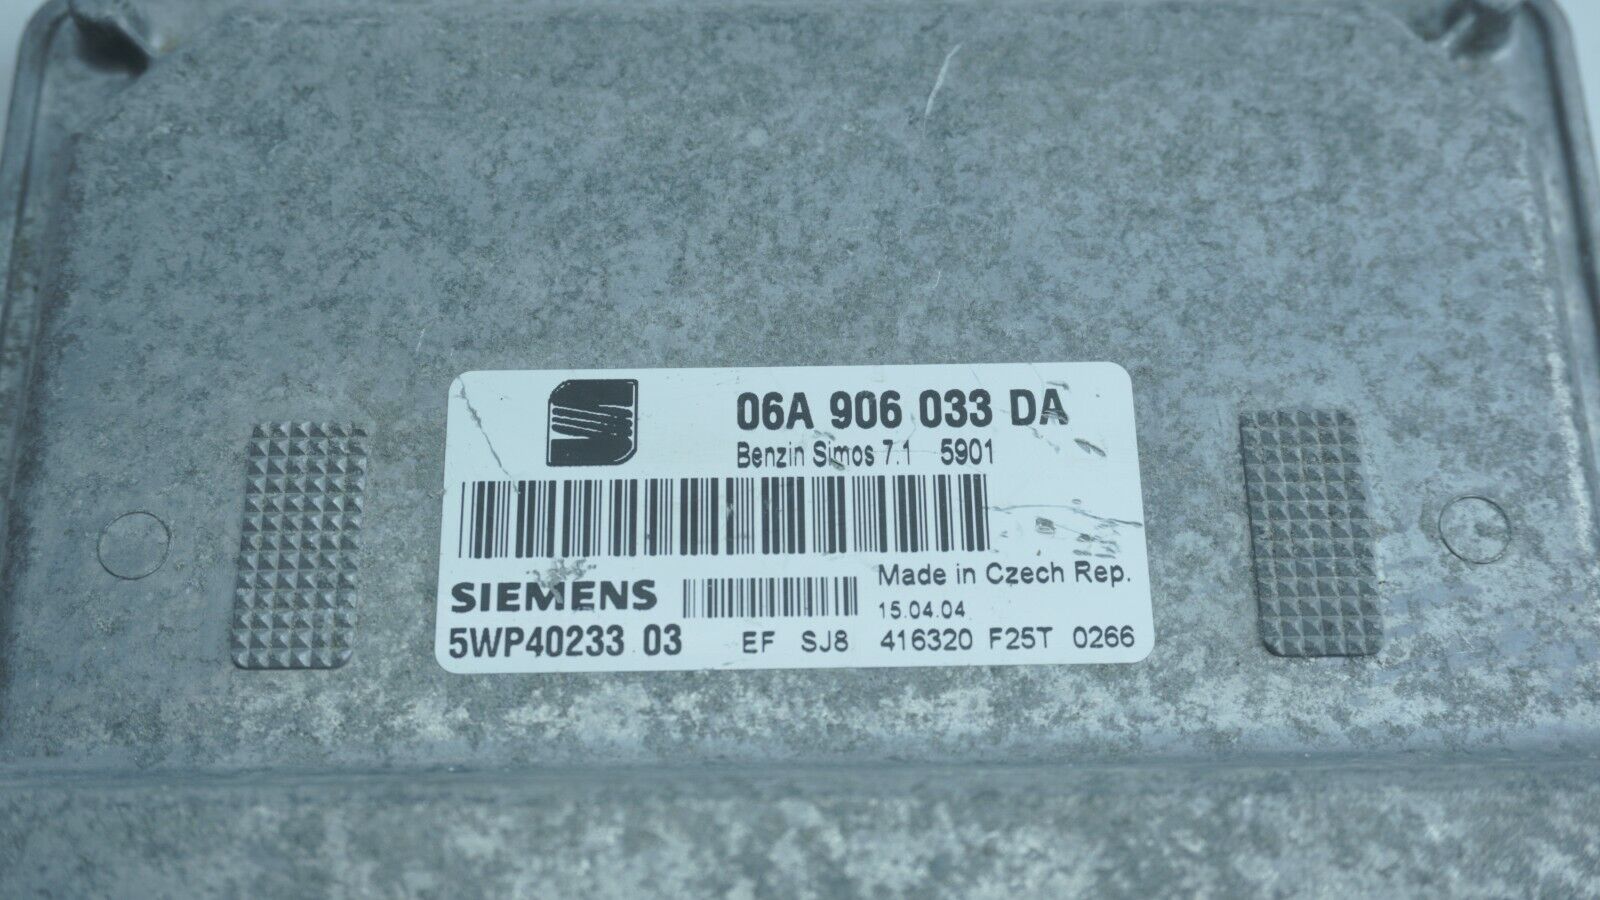 06A 906 033 DA
Benzin Simos 7.1 5901
SIEMENS
Made in Czech Rep.
15.04.04
5WP40233 03 EF SJ8 416320 F25T 0266